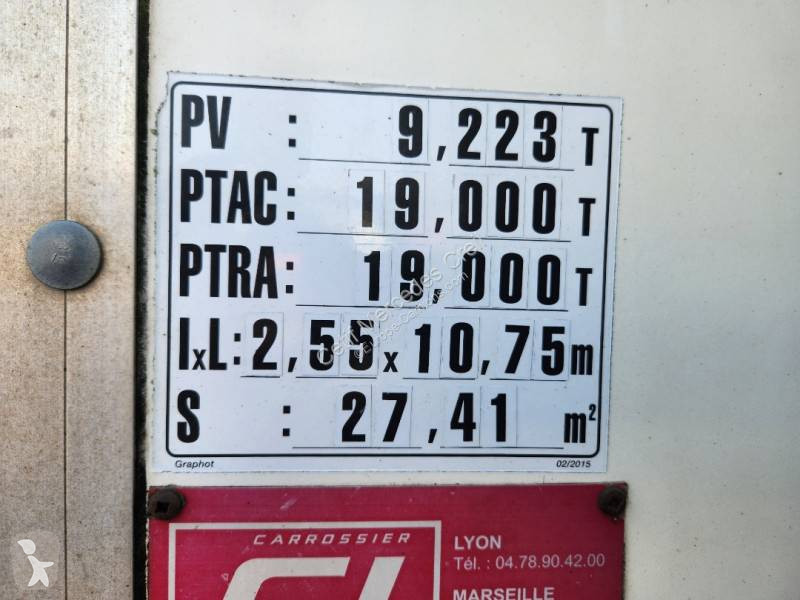 PV : 9,223 T
PTAC : 19,000 T
PTRA : 19,000 T
lxL : 2,55 x 10,75 m
S : 27,41 m²
Graphot 02/2015
CARROSSIER
LYON
Tél. : 04.78.90.42.00
MARSEILLE